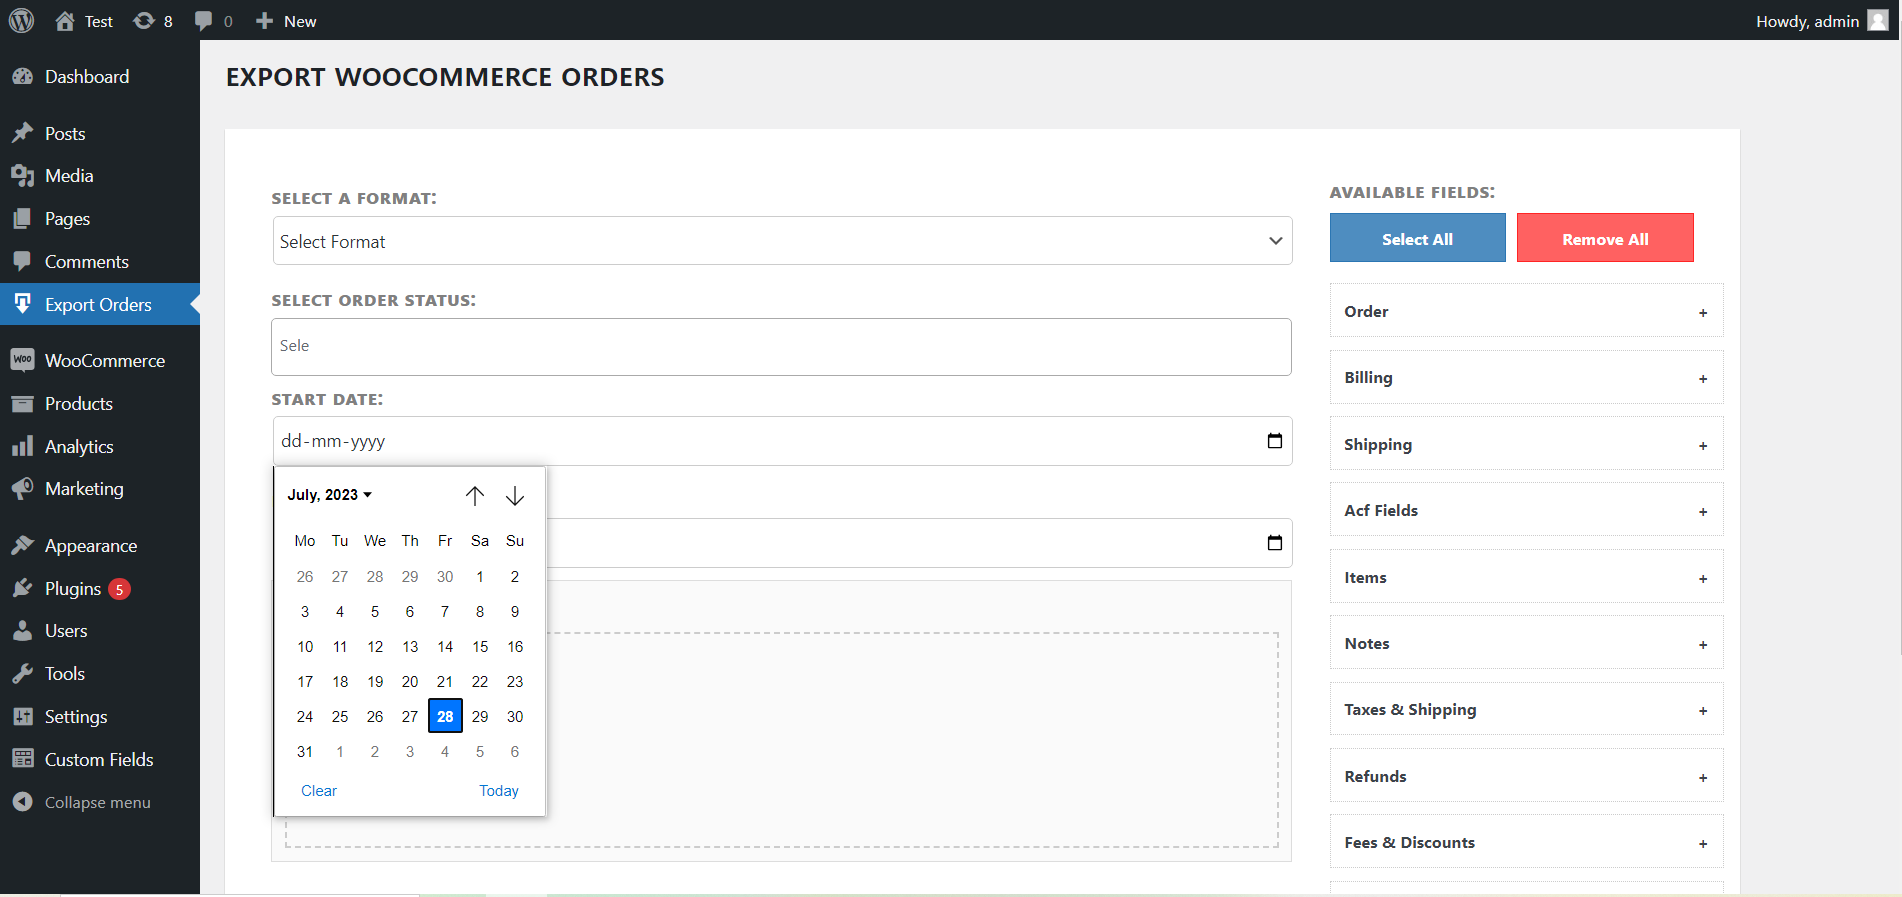 Test 8 0 New Howdy, admin
Dashboard
Posts
Media
Pages
Comments
Export Orders
WooCommerce
Products
Analytics
Marketing
Appearance
Plugins 5
Users
Tools
Settings
Custom Fields
Collapse menu
EXPORT WOOCOMMERCE ORDERS
SELECT A FORMAT:
Select Format
SELECT ORDER STATUS:
Sele
START DATE:
dd-mm-yyyy
July, 2023
Mo Tu We Th Fr Sa Su
26 27 28 29 30 1 2
3 4 5 6 7 8 9
10 11 12 13 14 15 16
17 18 19 20 21 22 23
24 25 26 27 28 29 30
31 1 2 3 4 5 6
Clear Today
AVAILABLE FIELDS:
Select All Remove All
Order +
Billing +
Shipping +
Acf Fields +
Items +
Notes +
Taxes & Shipping +
Refunds +
Fees & Discounts +